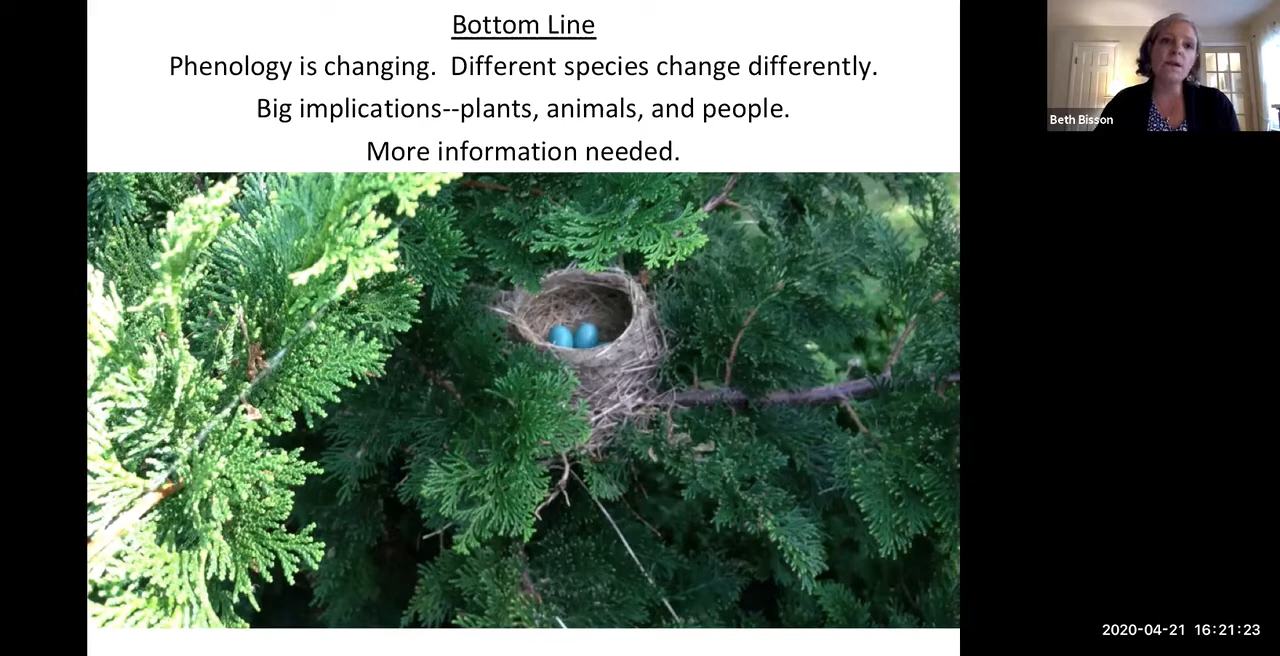 Bottom Line
Phenology is changing.  Different species change differently.
Big implications--plants, animals, and people.
More information needed.
Beth Bisson
2020-04-21 16:21:23